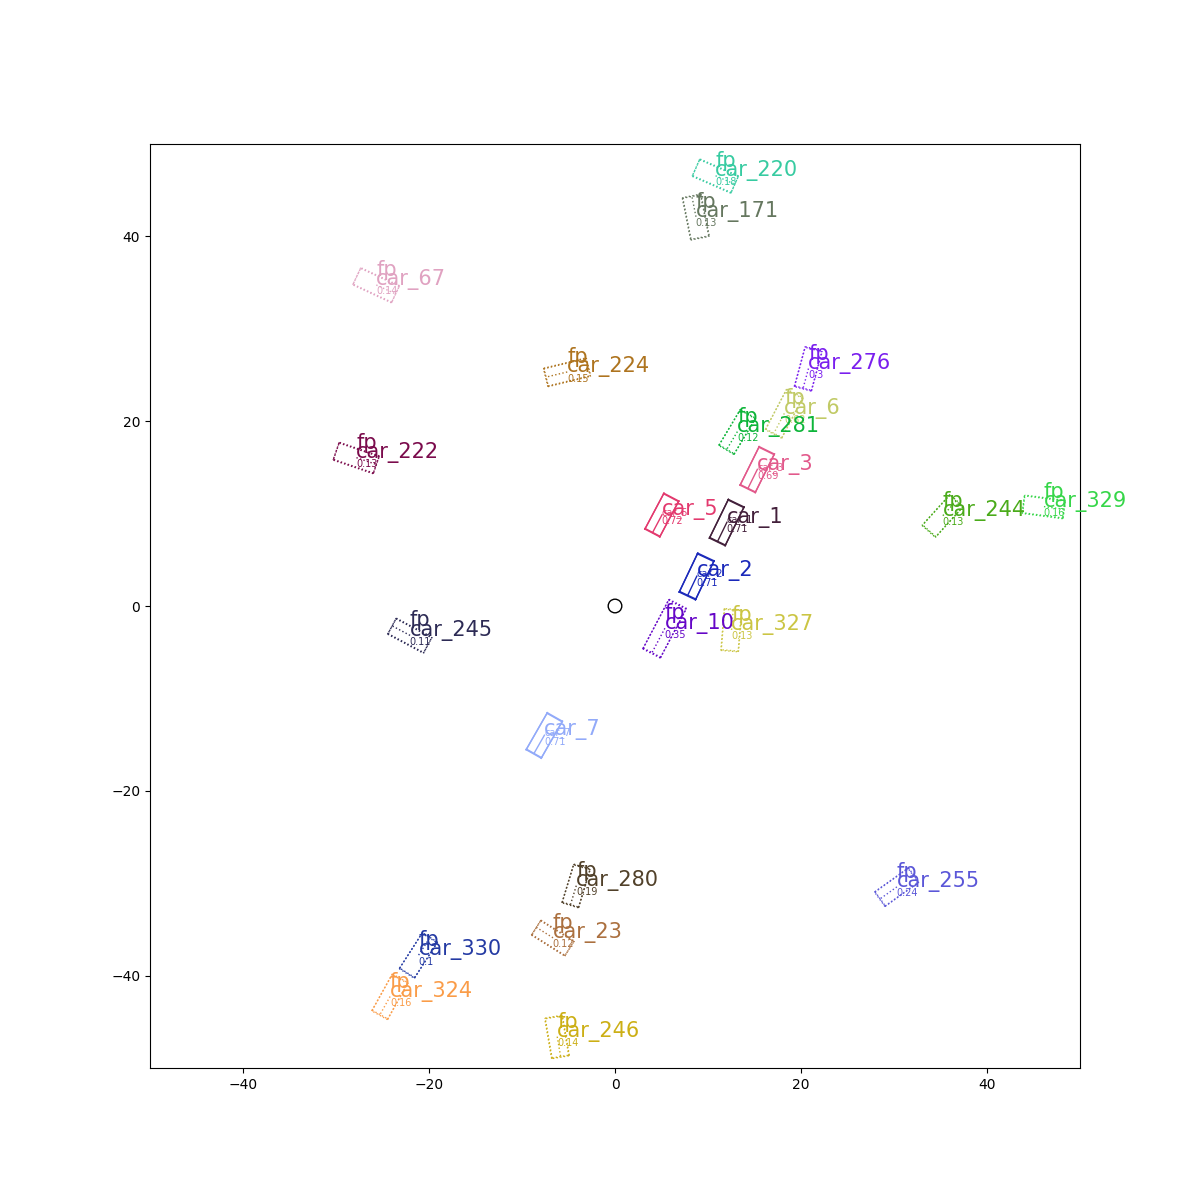 fp
car_220
0.18
fp
car_171
0.13
40
fp
car_67
0.14
fp
car_276
0.3
fp
car_224
0.15
fp
car_6
fp
car_281
0.12
20
fp
car_222
0.13
car_3
0.69
fp
car_329
0.16
fp
car_244
0.13
car_5
0.72
car_1
0.71
car_2
0.71
0
fp
car_10
0.35
fp
car_327
0.13
fp
car_245
0.11
car_7
0.71
−20
fp
car_280
0.19
fp
car_255
0.24
fp
car_23
0.12
fp
car_330
0.1
−40
fp
car_324
0.16
fp
car_246
0.14
−40 −20 0 20 40